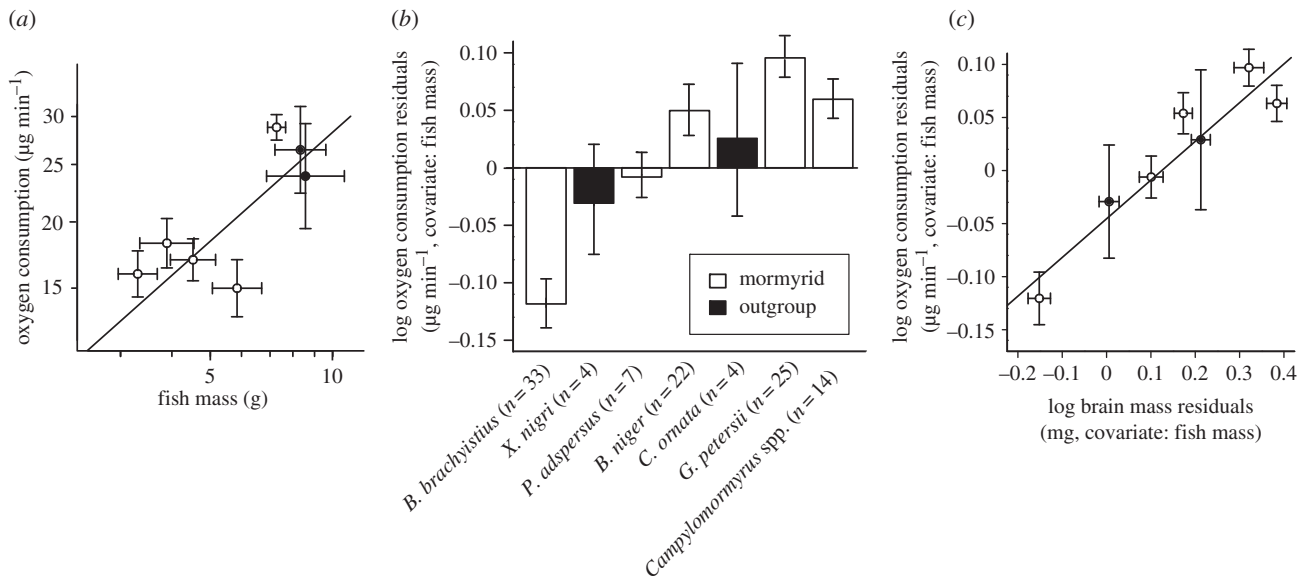 (a)
oxygen consumption (µg min⁻¹)
30
25
20
15
5
10
fish mass (g)
(b)
log oxygen consumption residuals
(µg min⁻¹, covariate: fish mass)
0.10
0.05
0
−0.05
−0.10
−0.15
mormyrid
outgroup
B. brachyistius (n = 33)
X. nigri (n = 4)
P. adspersus (n = 7)
B. niger (n = 22)
C. ornata (n = 4)
G. petersii (n = 25)
Campylomormyrus spp. (n = 14)
(c)
log oxygen consumption residuals
(µg min⁻¹, covariate: fish mass)
0.10
0.05
0
−0.05
−0.10
−0.15
−0.2
−0.1
0
0.1
0.2
0.3
0.4
log brain mass residuals
(mg, covariate: fish mass)